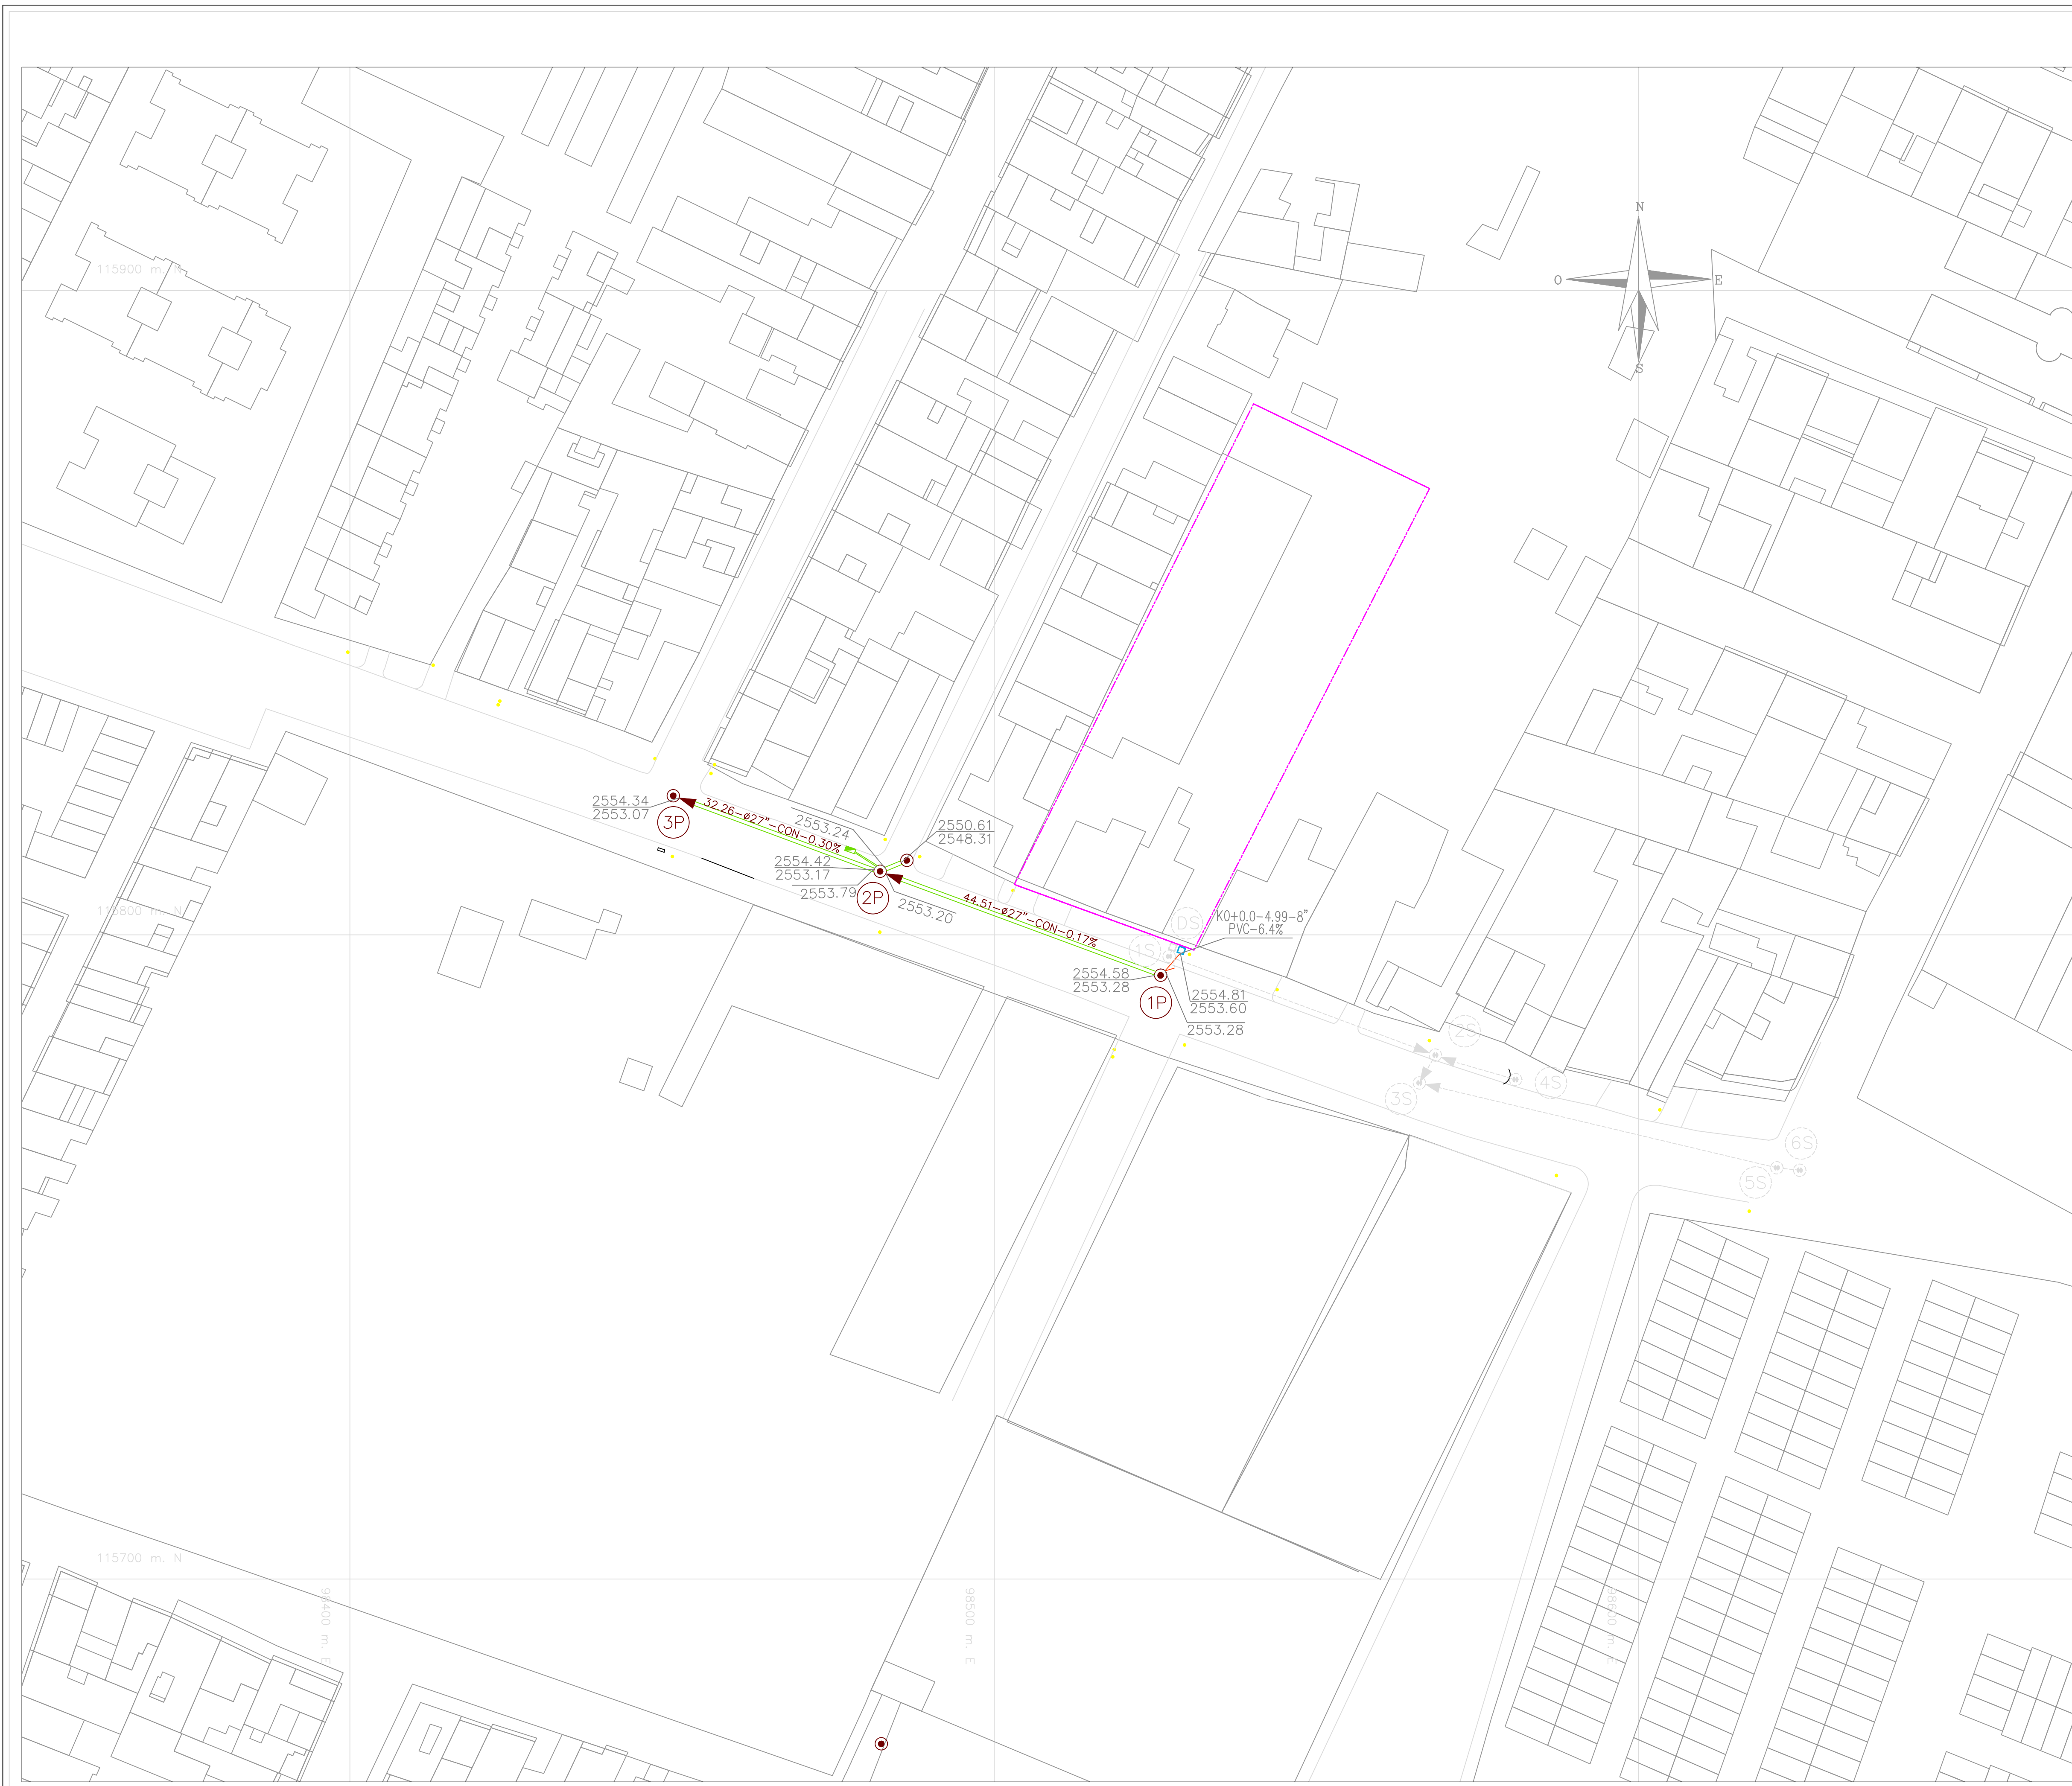 N
115900 m. N
O
E
S
2554.34
2553.07
3P
32.26-ø27"-CON-0.30%
2553.24
2550.61
2548.31
2554.42
2553.17
2553.79
2P
2553.20
115800 m. N
44.51-ø27"-CON-0.17%
DS
K0+0.0-4.99-8"
PVC-6.4%
1S
2554.58
2553.28
1P
2554.81
2553.60
2553.28
2S
3S
4S
6S
5S
115700 m. N
98400 m. E
98500 m. E
98600 m. E